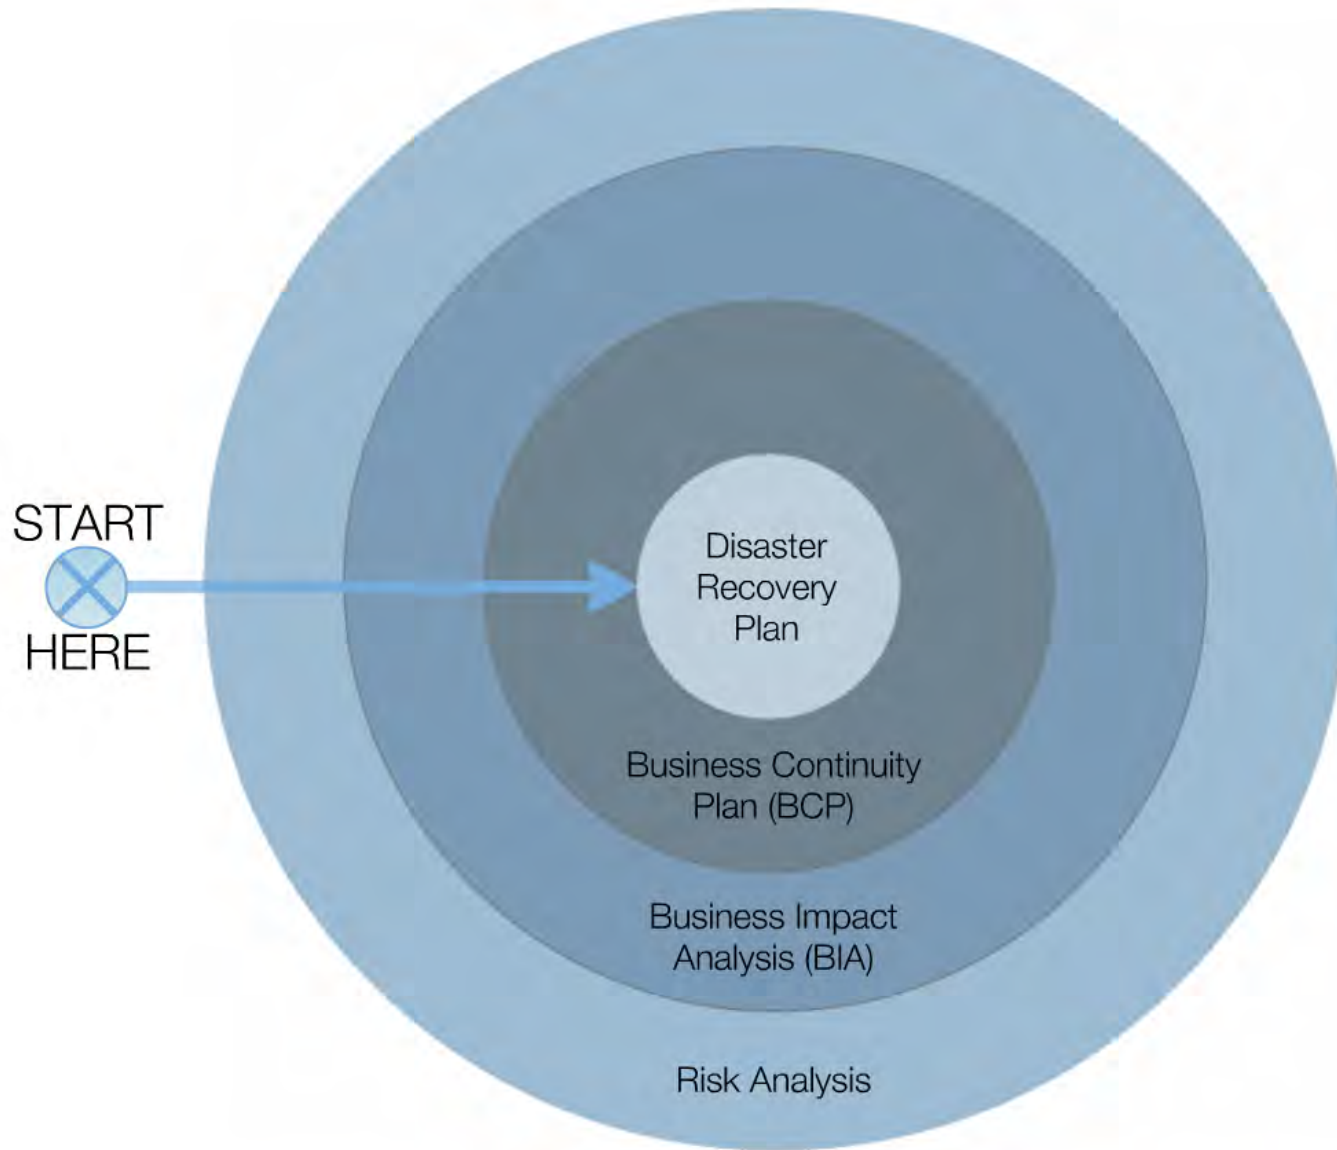 START
HERE
Disaster
Recovery
Plan
Business Continuity
Plan (BCP)
Business Impact
Analysis (BIA)
Risk Analysis